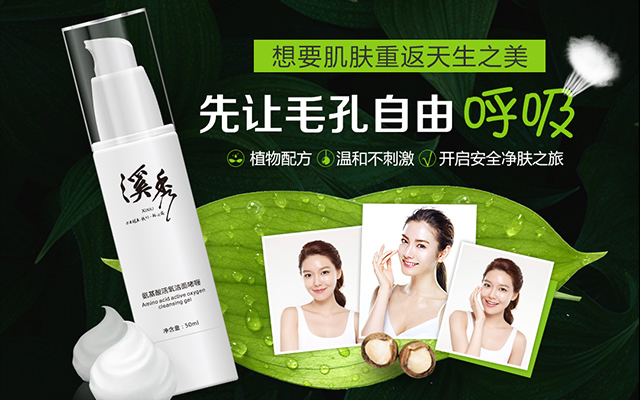 想要肌肤重返天生之美
先让毛孔自由呼吸
植物配方 温和不刺激 开启安全净肤之旅
溪秀
氨基酸活氧洁面啫喱
Amino acid active oxygen
cleansing gel
净含量：50ml